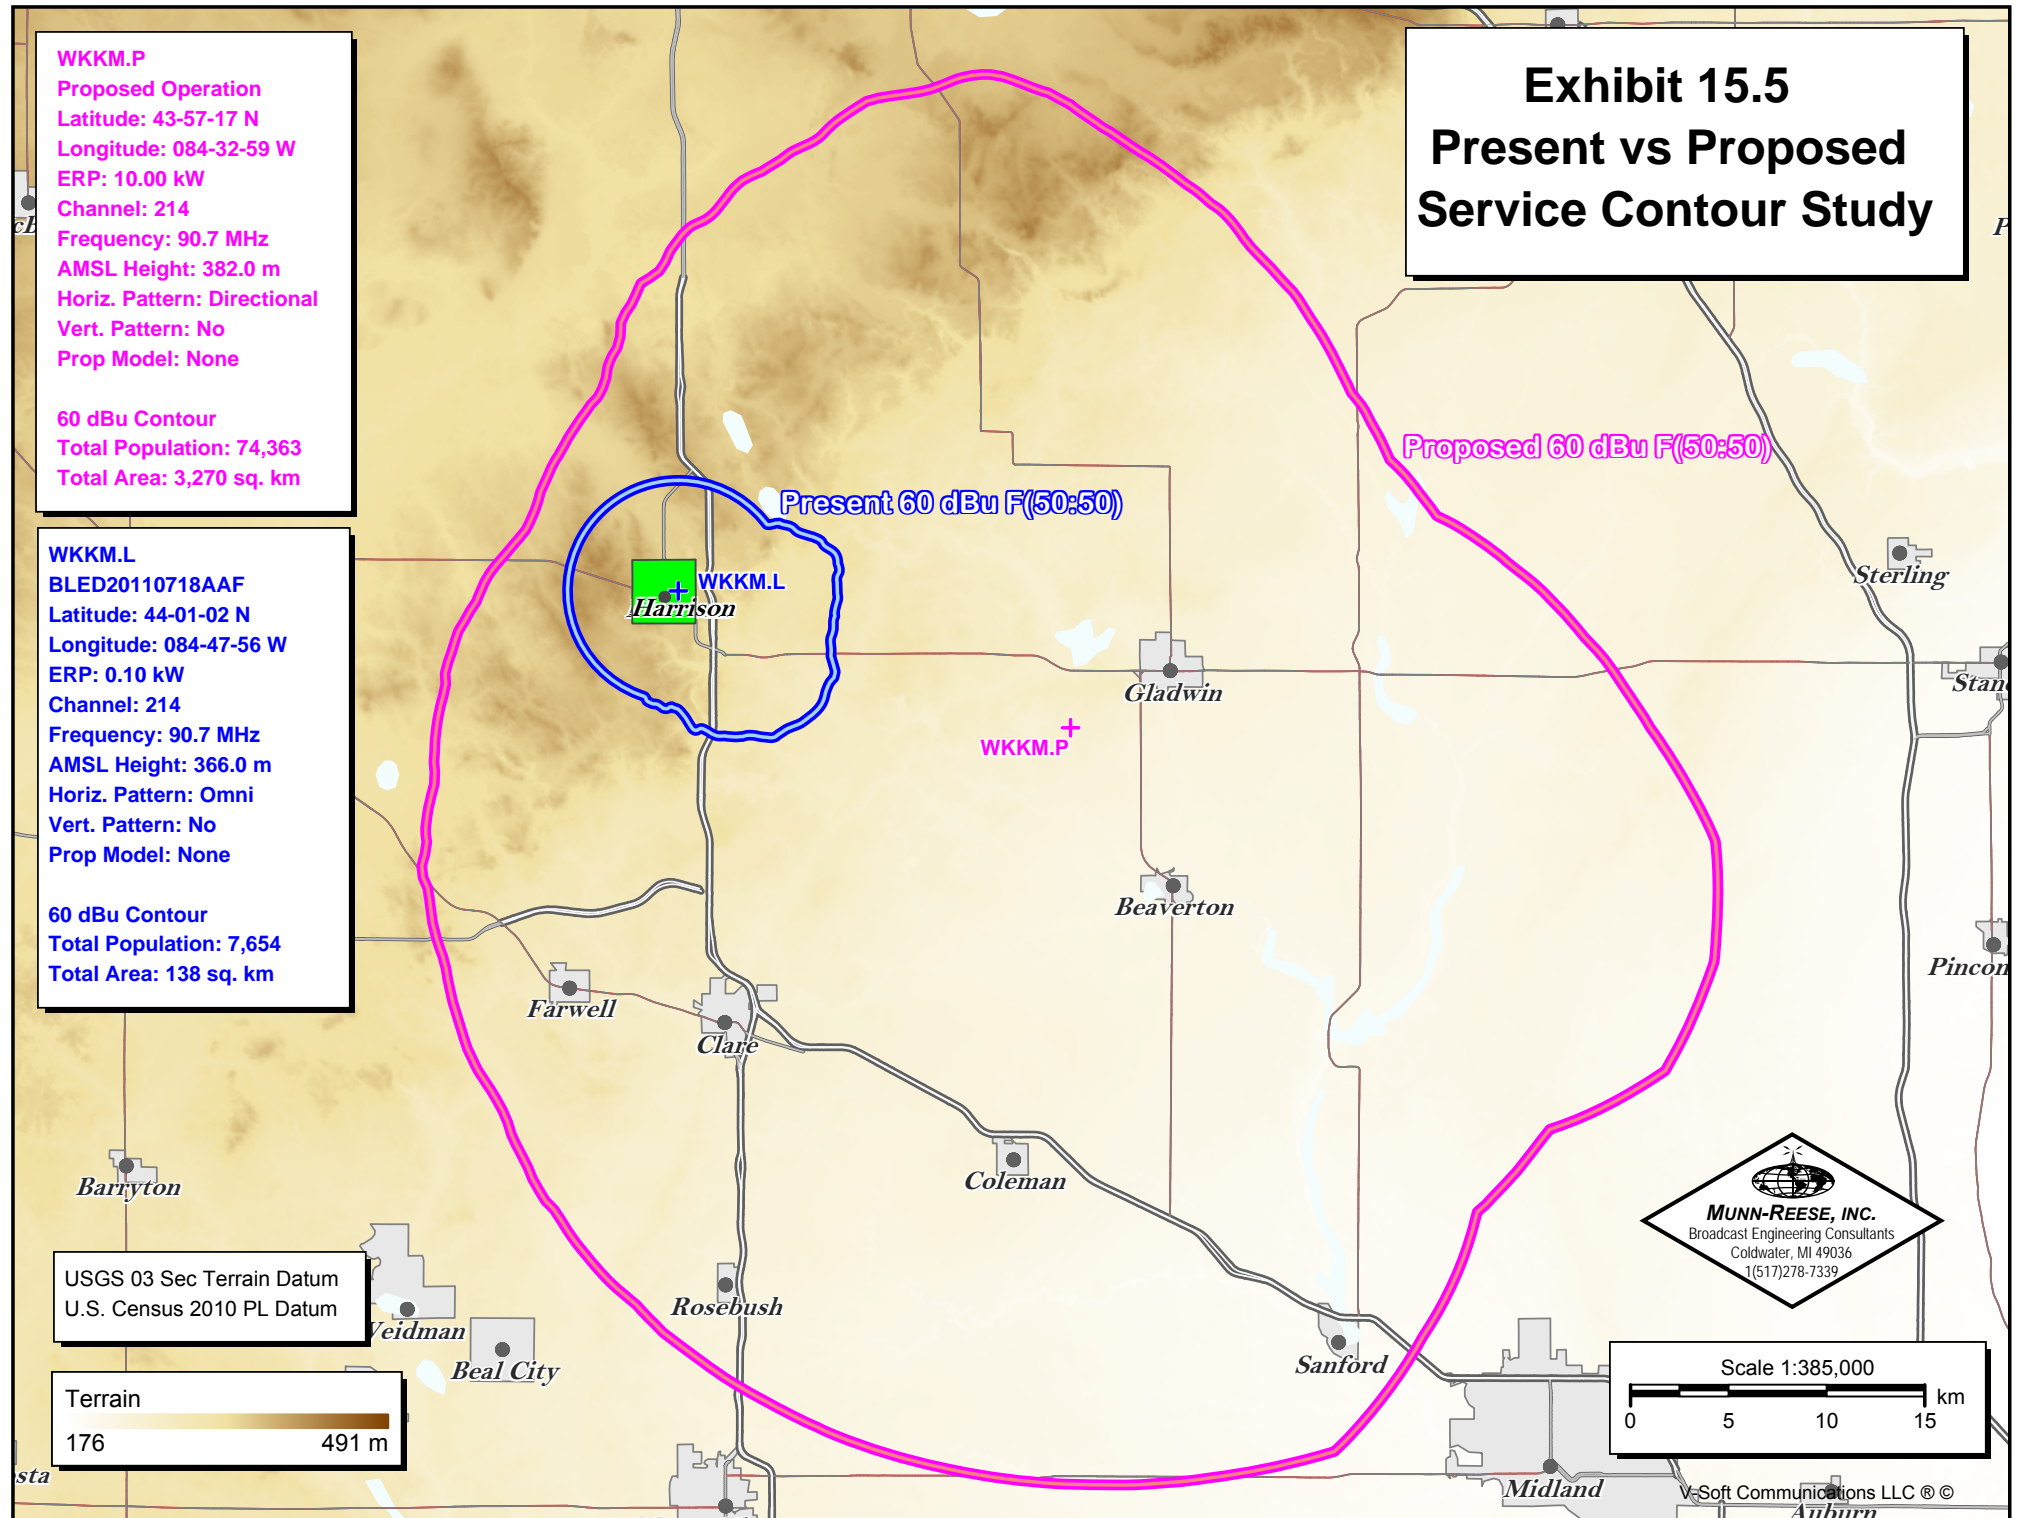 WKKM.P
Proposed Operation
Latitude: 43-57-17 N
Longitude: 084-32-59 W
ERP: 10.00 kW
Channel: 214
Frequency: 90.7 MHz
AMSL Height: 382.0 m
Horiz. Pattern: Directional
Vert. Pattern: No
Prop Model: None
60 dBu Contour
Total Population: 74,363
Total Area: 3,270 sq. km
Exhibit 15.5
Present vs Proposed
Service Contour Study
WKKM.L
BLED20110718AAF
Latitude: 44-01-02 N
Longitude: 084-47-56 W
ERP: 0.10 kW
Channel: 214
Frequency: 90.7 MHz
AMSL Height: 366.0 m
Horiz. Pattern: Omni
Vert. Pattern: No
Prop Model: None
60 dBu Contour
Total Population: 7,654
Total Area: 138 sq. km
Proposed 60 dBu F(50:50)
Present 60 dBu F(50:50)
WKKM.L
Harrison
Sterling
Gladwin
Stan
WKKM.P
Beaverton
Pincon
Farwell
Clare
Coleman
Barryton
Rosebush
Veidman
Beal City
Sanford
Midland
Auburn
sta
MUNN-REESE, INC.
Broadcast Engineering Consultants
Coldwater, MI 49036
1(517)278-7339
USGS 03 Sec Terrain Datum
U.S. Census 2010 PL Datum
Terrain
176 491 m
Scale 1:385,000
km
0 5 10 15
V-Soft Communications LLC ® ©